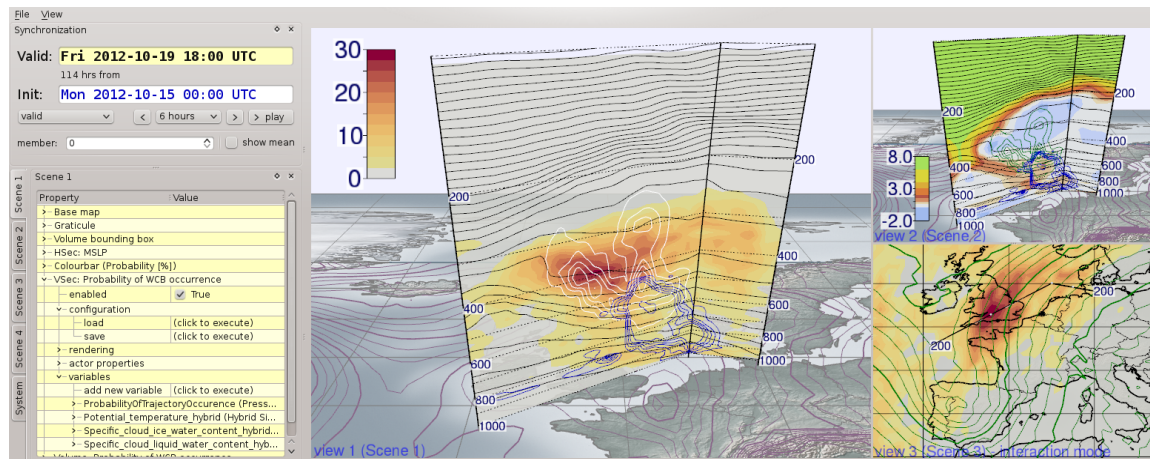 File View
Synchronization
Valid: Fri 2012-10-19 18:00 UTC
114 hrs from
Init: Mon 2012-10-15 00:00 UTC
valid < 6 hours > > play
member: 0 show mean
Scene 1
Scene 2
Scene 3
Scene 4
System
Scene 1
Property Value
Base map
Graticule
Volume bounding box
HSec: MSLP
Colourbar (Probability [%])
VSec: Probability of WCB occurrence
enabled True
configuration
load (click to execute)
save (click to execute)
rendering
actor properties
variables
add new variable (click to execute)
ProbabilityOfTrajectoryOccurence (Press...
Potential_temperature_hybrid (Hybrid Si...
Specific_cloud_ice_water_content_hybrid...
Specific_cloud_liquid_water_content_hyb...
Volume: Probability of WCB occurrence
30
20
10
0
200
400
600
1000
200
400
600
1000
view 1 (Scene 1)
8.0
3.0
-2.0
200
400
600
800
1000
200
400
600
800
1000
view 2 (Scene 2)
200
200
view 3 (Scene 3) - interaction mode